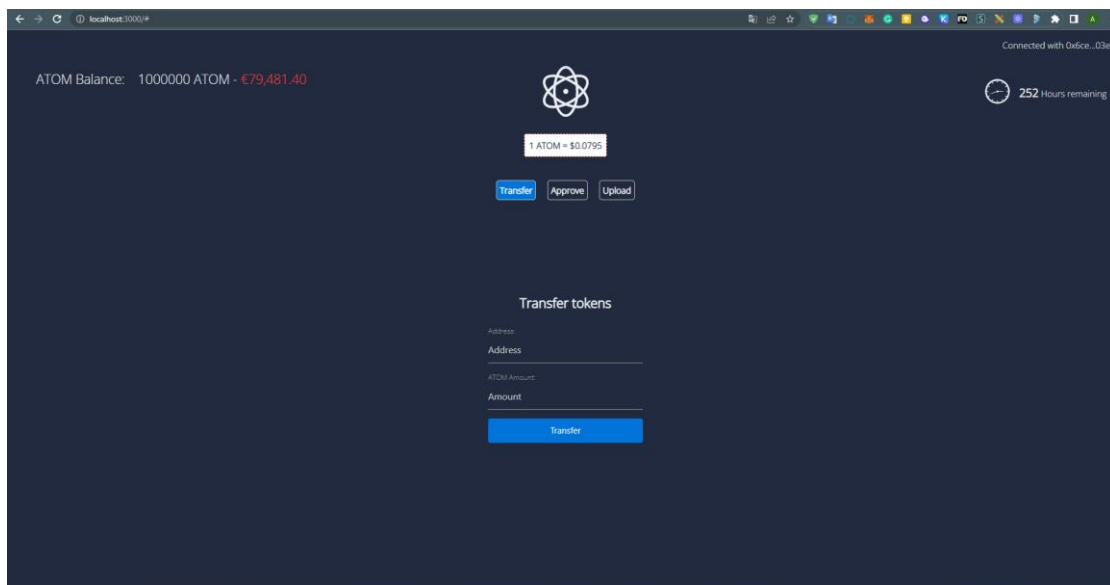 localhost:3000/#
Connected with 0x6ce...03e
ATOM Balance: 1000000 ATOM - €79,481.40
252 Hours remaining
1 ATOM = $0.0795
Transfer Approve Upload
Transfer tokens
Address:
Address
ATOM Amount:
Amount
Transfer